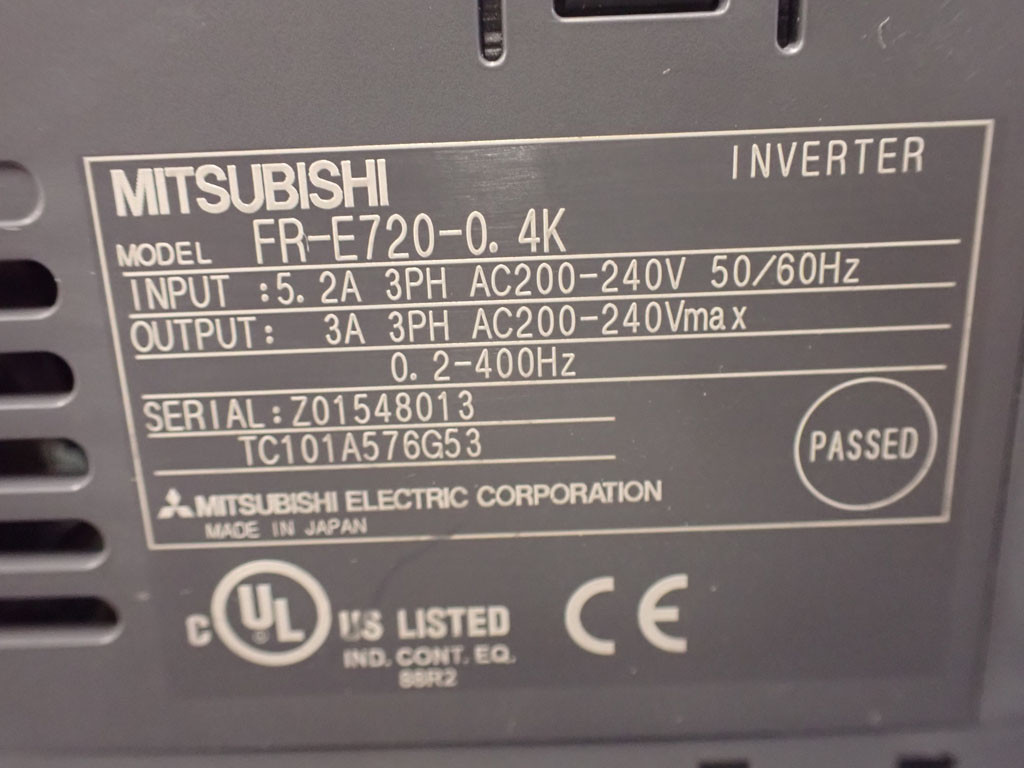 MITSUBISHI INVERTER
MODEL FR-E720-0.4K
INPUT :5.2A 3PH AC200-240V 50/60Hz
OUTPUT: 3A 3PH AC200-240Vmax
0.2-400Hz
SERIAL:Z01548013
TC101A576G53
PASSED
MITSUBISHI ELECTRIC CORPORATION
MADE IN JAPAN
C UL US LISTED CE
IND. CONT. EQ.
88R2